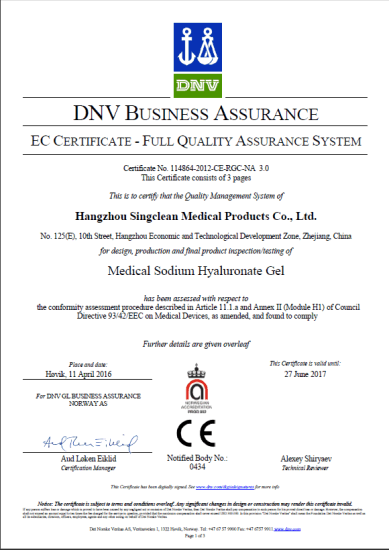 DNV
DNV BUSINESS ASSURANCE
EC CERTIFICATE - FULL QUALITY ASSURANCE SYSTEM
Certificate No. 114864-2012-CE-RGC-NA 3.0
This Certificate consists of 3 pages
This is to certify that the Quality Management System of
Hangzhou Singclean Medical Products Co., Ltd.
No. 125(E), 10th Street, Hangzhou Economic and Technological Development Zone, Zhejiang, China
for design, production and final product inspection/testing of
Medical Sodium Hyaluronate Gel
has been assessed with respect to
the conformity assessment procedure described in Article 11.1.a and Annex II (Module H1) of Council
Directive 93/42/EEC on Medical Devices, as amended, and found to comply
Further details are given overleaf
Place and date:
Høvik, 11 April 2016
This Certificate is valid until:
27 June 2017
For DNV GL BUSINESS ASSURANCE
NORWAY AS
NORWEGIAN
ACCREDITATION
CE
Aud Løken Eiklid
Certification Manager
Notified Body No.:
0434
Alexey Shiryaev
Technical Reviewer
This Certificate has been digitally signed. See www.dnv.com/digitalsignatures for more info
Notice: The certificate is subject to terms and conditions overleaf. Any significant changes in design or construction may render this certificate invalid.
Det Norske Veritas AS, Veritasveien 1, 1322 Høvik, Norway. Tel: +47 67 57 9900 Fax: +47 6757 9911 www.dnv.com
Page 1 of 3